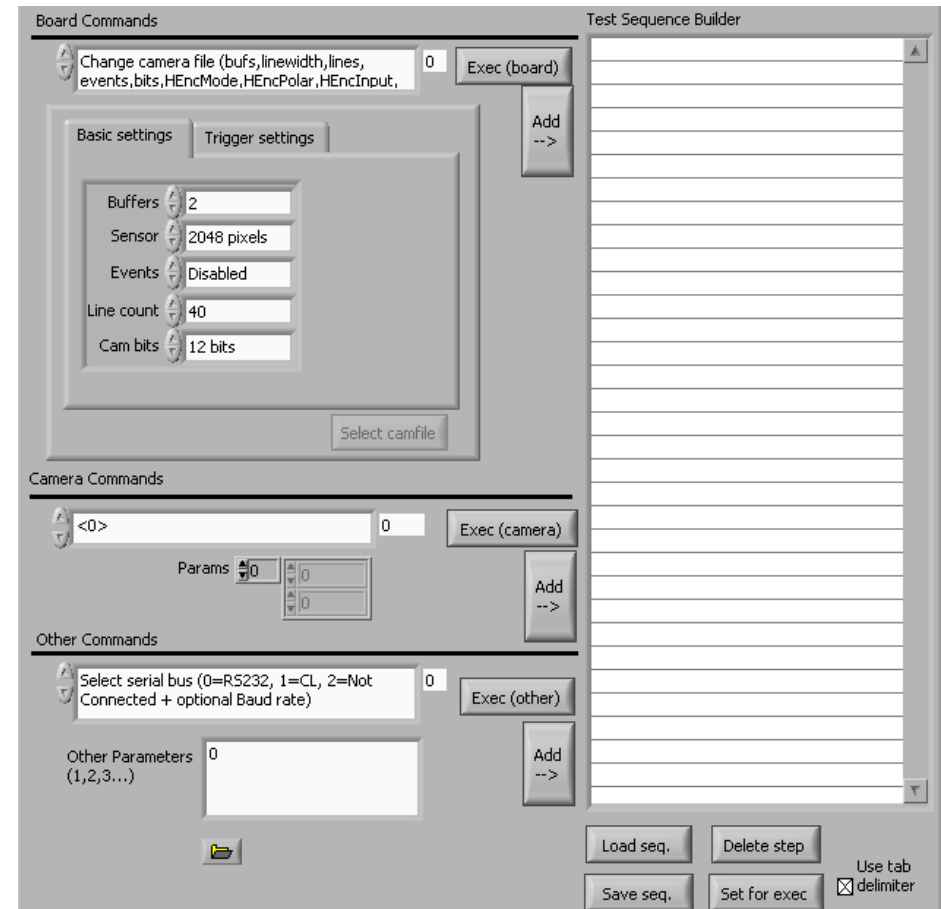 Board Commands
Change camera file (bufs,linewidth,lines,
events,bits,HEncMode,HEncPolar,HEncInput,
0
Exec (board)
Add
-->
Basic settings
Trigger settings
Buffers 2
Sensor 2048 pixels
Events Disabled
Line count 40
Cam bits 12 bits
Select camfile
Camera Commands
<0>
0
Exec (camera)
Params 0
0
0
Add
-->
Other Commands
Select serial bus (0=RS232, 1=CL, 2=Not
Connected + optional Baud rate)
0
Exec (other)
Other Parameters
(1,2,3...)
0
Add
-->
Test Sequence Builder
Load seq.
Delete step
Save seq.
Set for exec
Use tab
delimiter